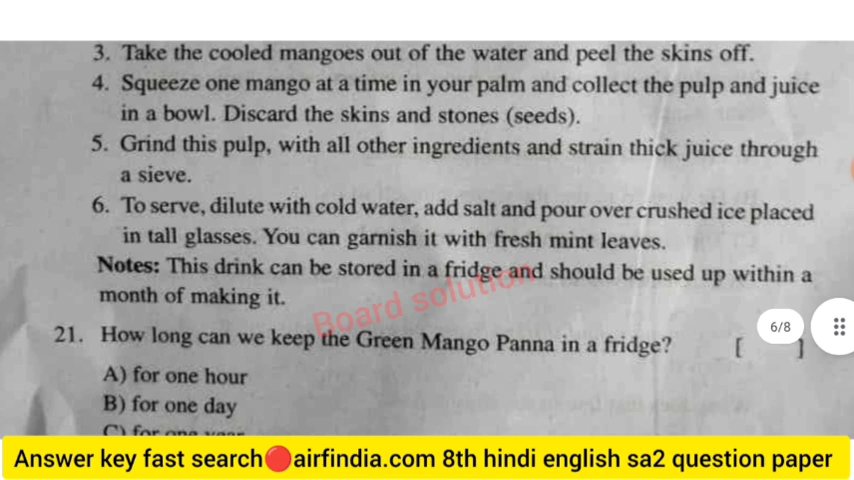 3. Take the cooled mangoes out of the water and peel the skins off.
4. Squeeze one mango at a time in your palm and collect the pulp and juice
in a bowl. Discard the skins and stones (seeds).
5. Grind this pulp, with all other ingredients and strain thick juice through
a sieve.
6. To serve, dilute with cold water, add salt and pour over crushed ice placed
in tall glasses. You can garnish it with fresh mint leaves.
Notes: This drink can be stored in a fridge and should be used up within a
month of making it.
Board solution
21. How long can we keep the Green Mango Panna in a fridge? [ ]
6/8
A) for one hour
B) for one day
C) for one year
Answer key fast search🔴airfindia.com 8th hindi english sa2 question paper